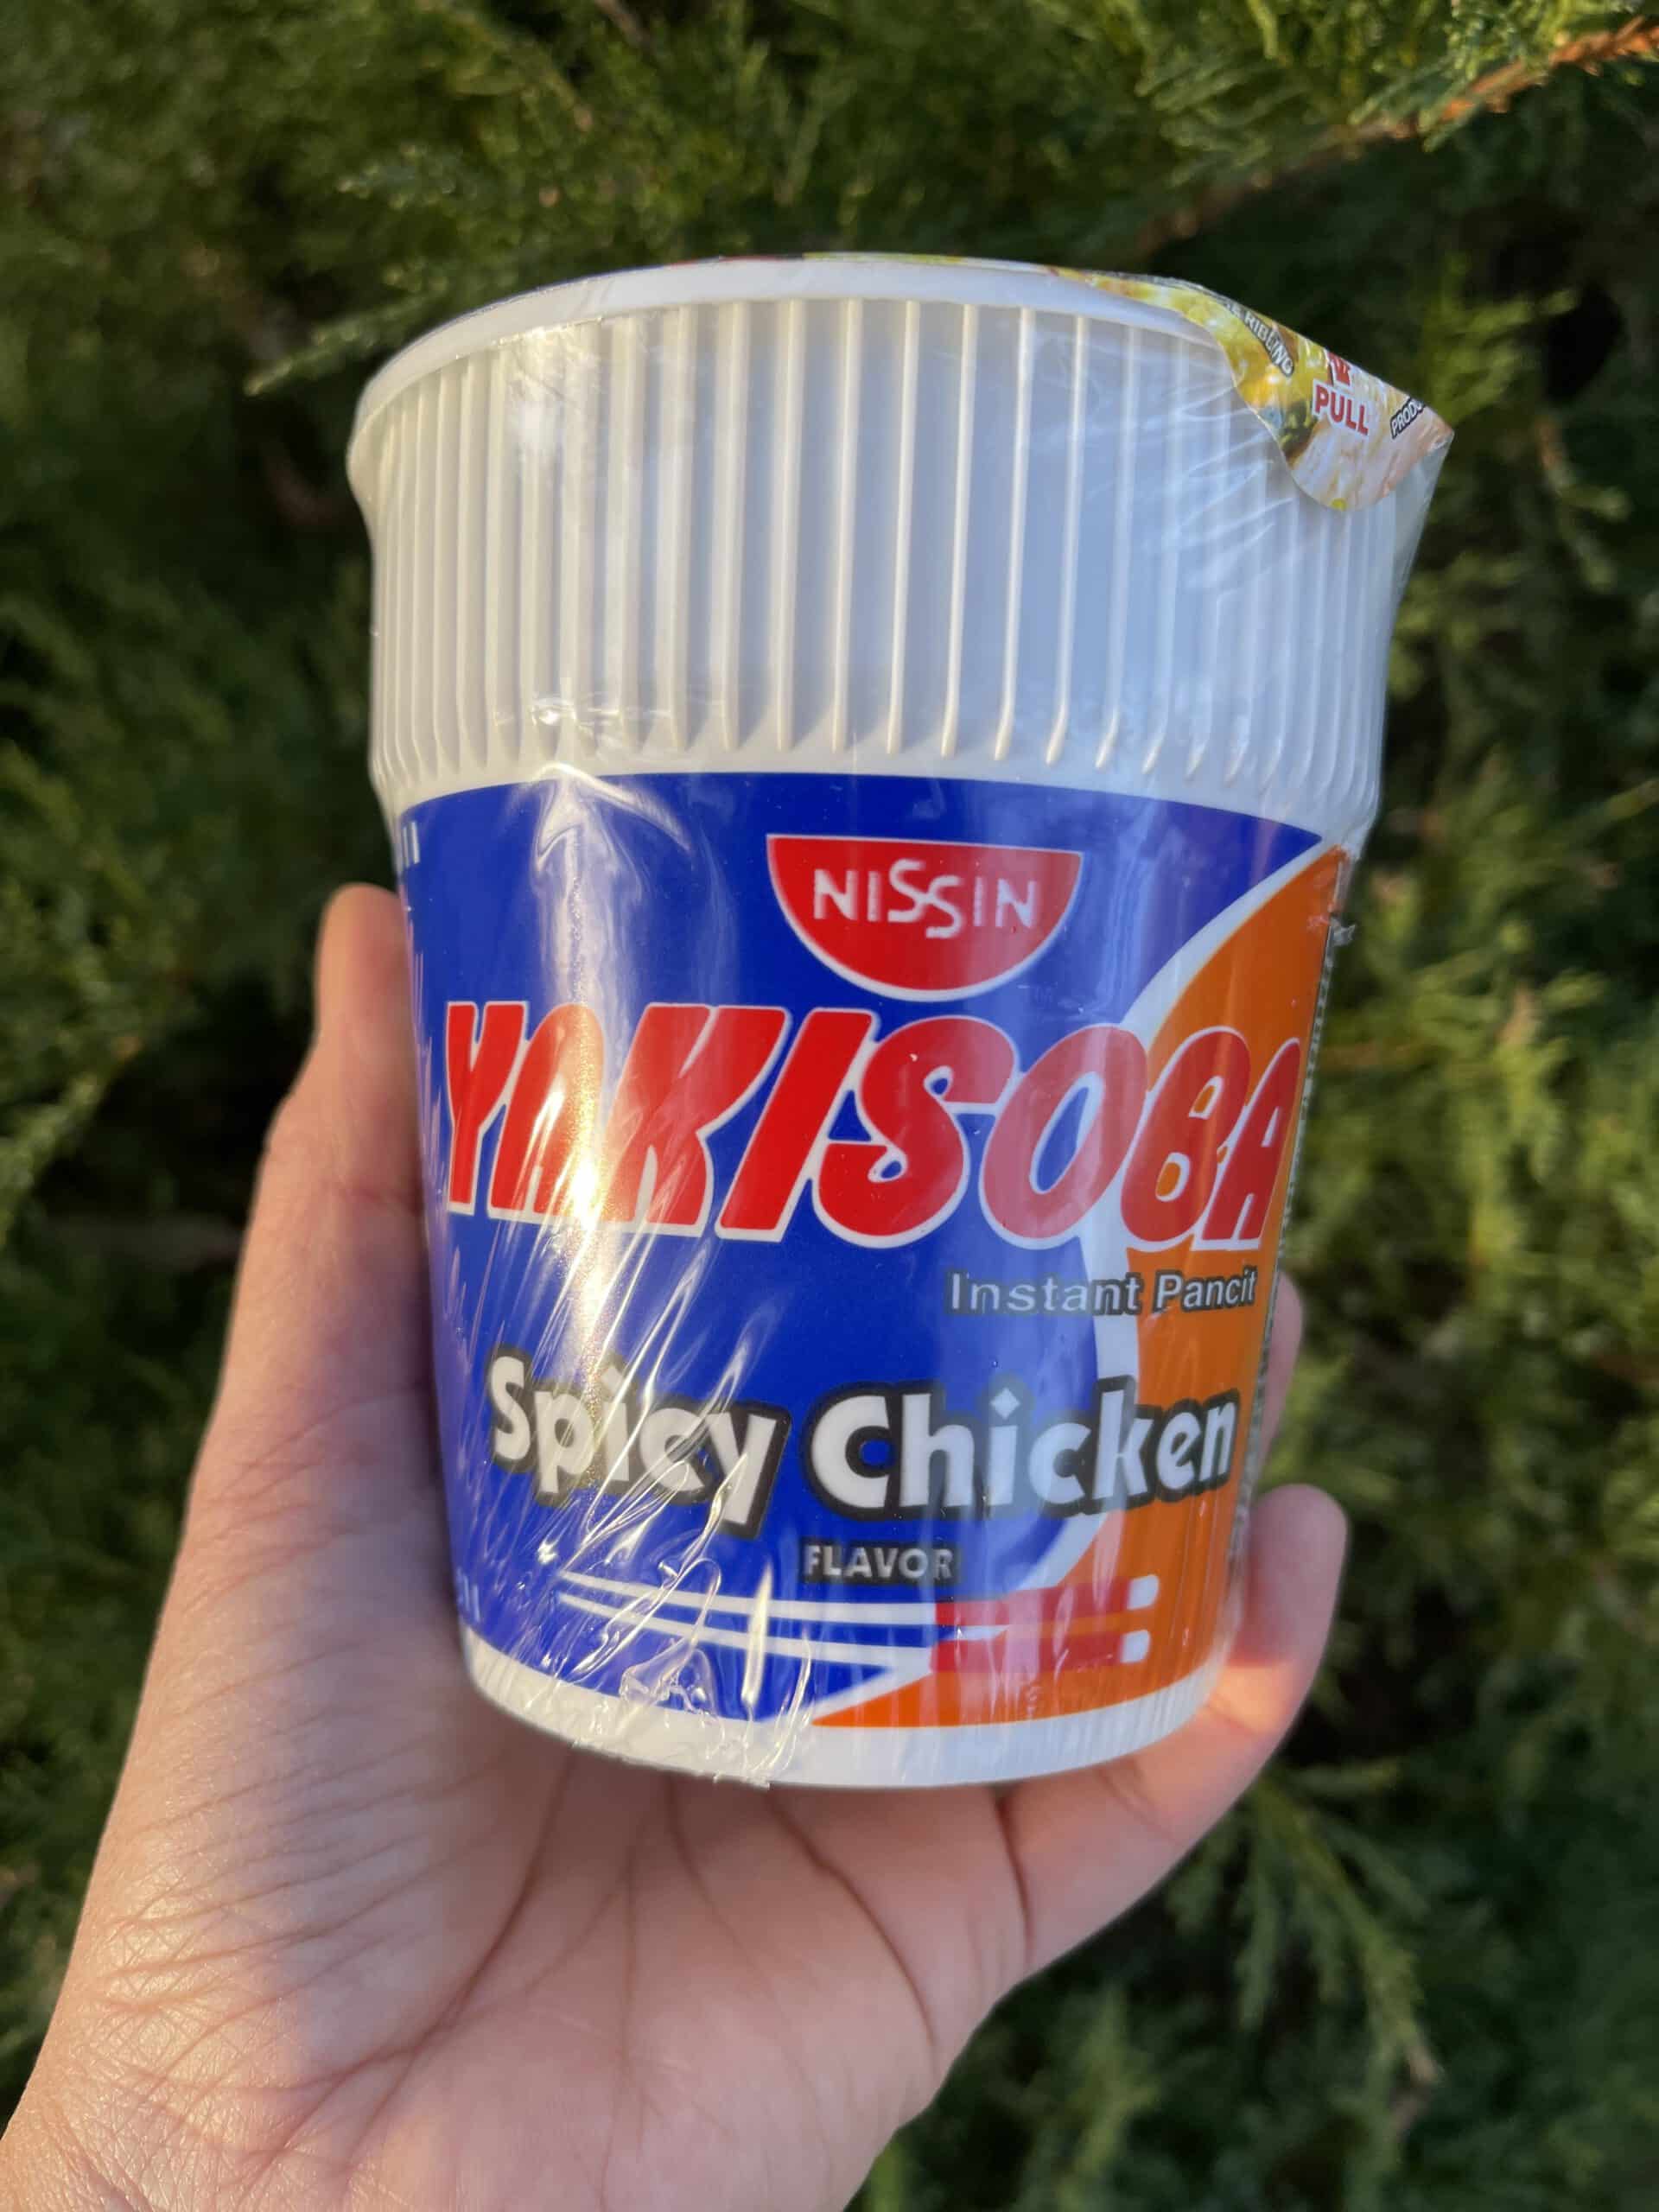 PULL
NISSIN
YAKISOBA
Instant Pancit
Spicy Chicken
FLAVOR